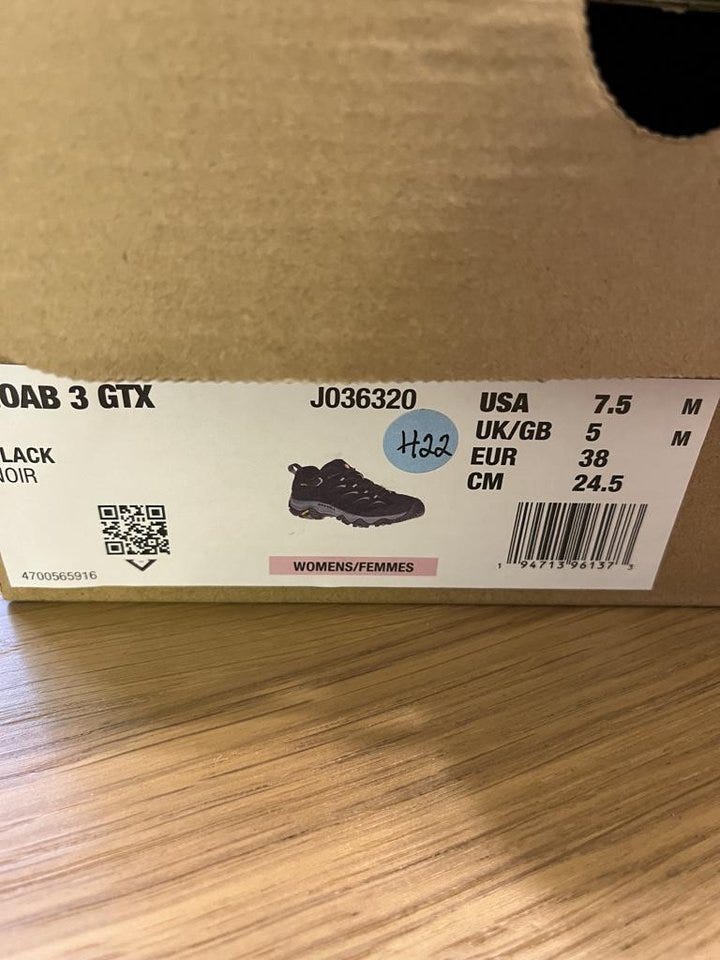 OAB 3 GTX
J036320
USA 7.5 M
UK/GB 5 M
EUR 38
CM 24.5
LACK
NOIR
H22
WOMENS/FEMMES
4700565916
1 94713 96137 3